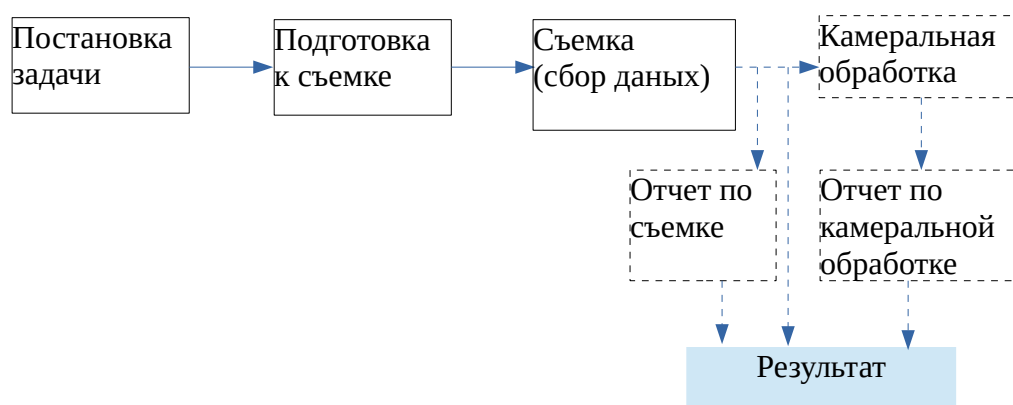 Постановка
задачи
Подготовка
к съемке
Съемка
(сбор даных)
Камеральная
обработка
Отчет по
съемке
Отчет по
камеральной
обработке
Результат